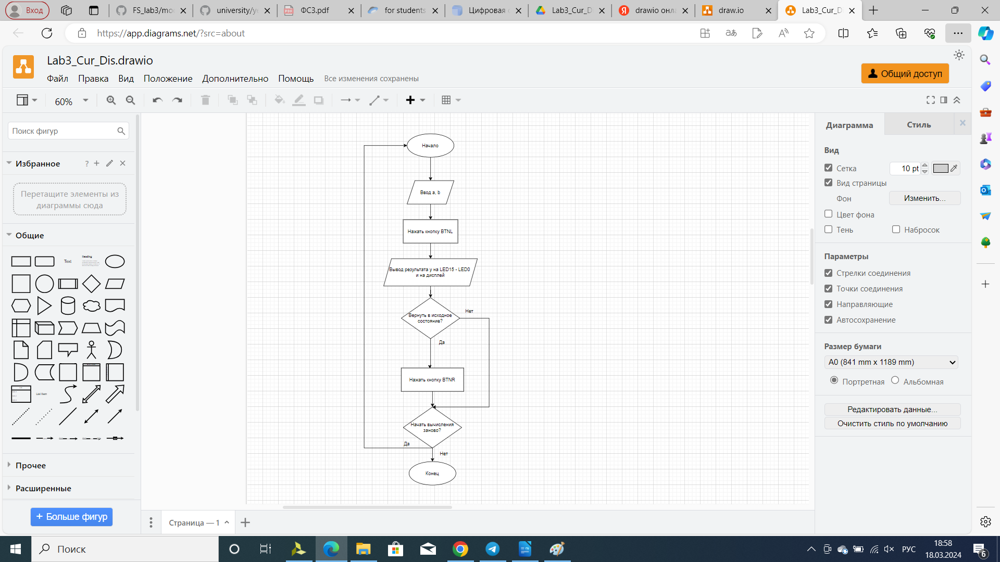 Вход
FS_lab3/mo
university/ye
ФС3.pdf
for students
Цифровая с
Lab3_Cur_D
drawio онл
draw.io
Lab3_Cur_D
https://app.diagrams.net/?src=about
Lab3_Cur_Dis.drawio
Файл Правка Вид Положение Дополнительно Помощь Все изменения сохранены
Общий доступ
60%
Поиск фигур
Избранное
Перетащите элементы из
диаграммы сюда
Общие
Text
Heading
List Item
Прочее
Расширенные
+ Больше фигур
Начало
Ввод a, b
Нажать кнопку BTNL
Вывод результата y на LED15 - LED0
и на дисплей
Вернуть в исходное
состояние?
Нет
Да
Нажать кнопку BTNR
Начать вычисления
заново?
Да
Нет
Конец
Страница — 1
Диаграмма
Стиль
Вид
Сетка
10 pt
Вид страницы
Фон
Изменить...
Цвет фона
Тень
Набросок
Параметры
Стрелки соединения
Точки соединения
Направляющие
Автосохранение
Размер бумаги
A0 (841 mm x 1189 mm)
Портретная
Альбомная
Редактировать данные...
Очистить стиль по умолчанию
Поиск
РУС
18:58
18.03.2024
6